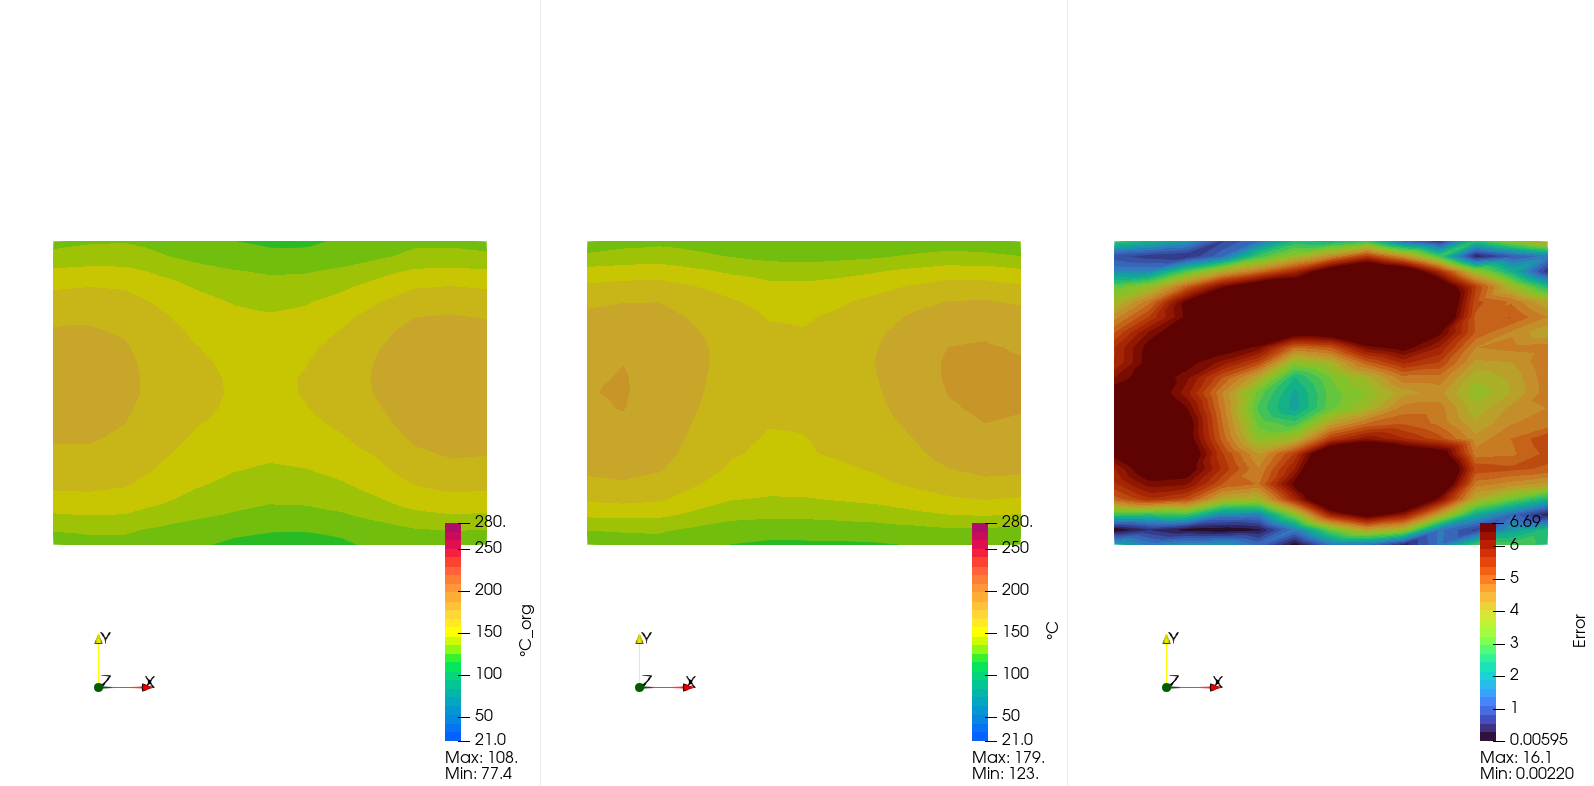 280.
250
200
150
100
50
21.0
°C_org
Max: 108.
Min: 77.4
Y
Z
X
280.
250
200
150
100
50
21.0
°C
Max: 179.
Min: 123.
Y
Z
X
6.69
6
5
4
3
2
1
0.00595
Error
Max: 16.1
Min: 0.00220
Y
Z
X